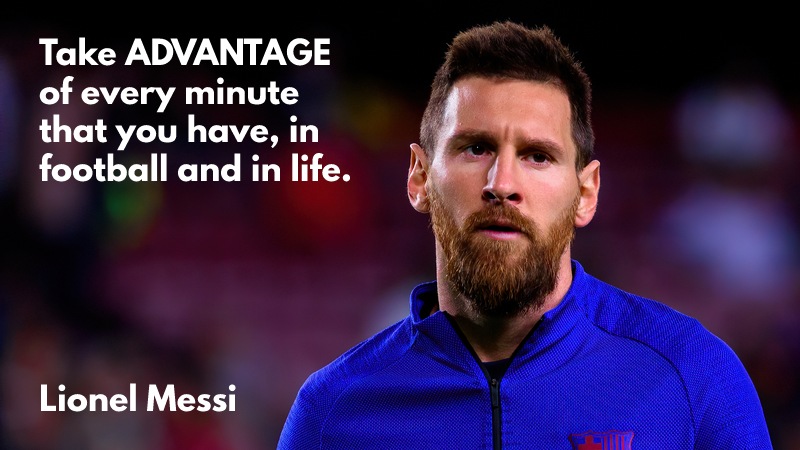 Take ADVANTAGE
of every minute
that you have, in
football and in life.
Lionel Messi